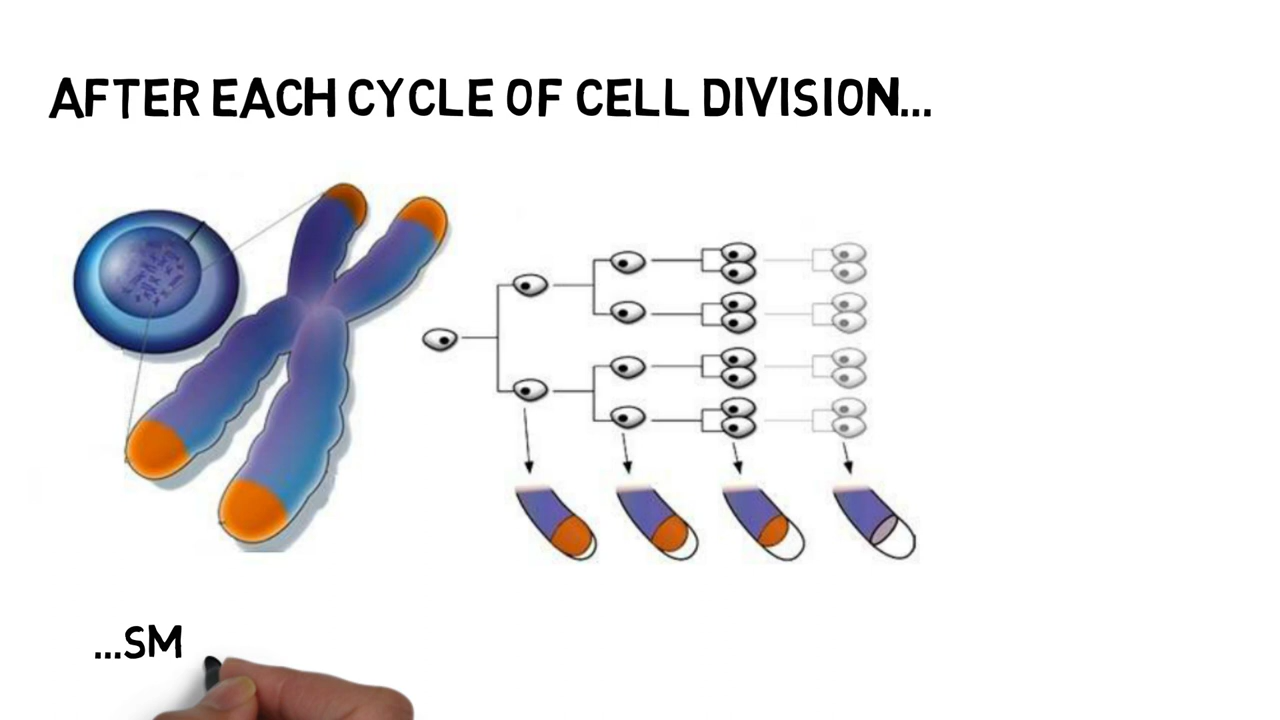 AFTER EACH CYCLE OF CELL DIVISION...
...SM